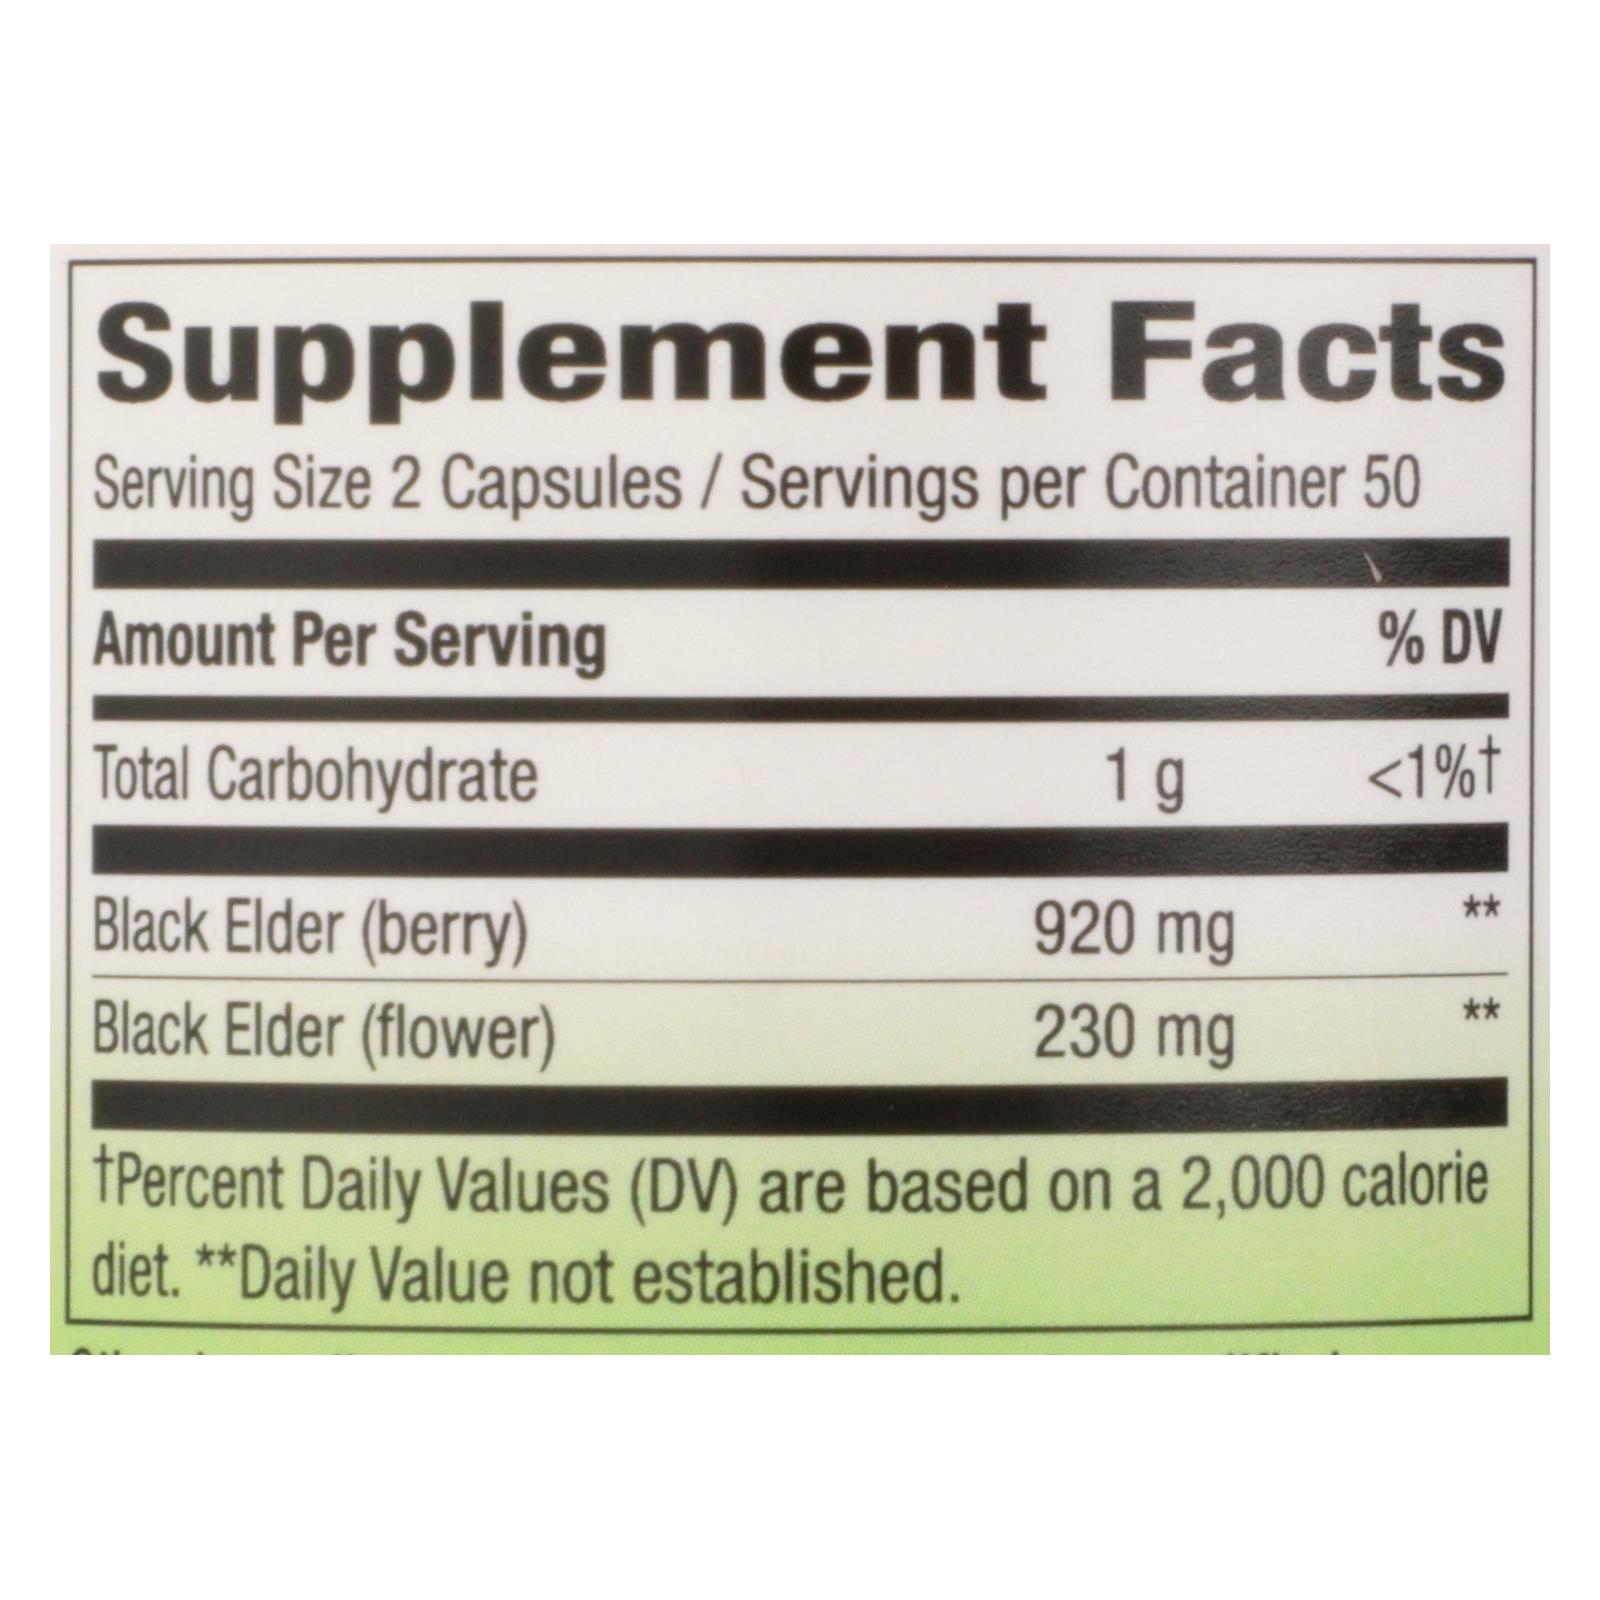 Supplement Facts
Serving Size 2 Capsules / Servings per Container 50
Amount Per Serving % DV
Total Carbohydrate 1 g <1%†
Black Elder (berry) 920 mg **
Black Elder (flower) 230 mg **
†Percent Daily Values (DV) are based on a 2,000 calorie
diet. **Daily Value not established.